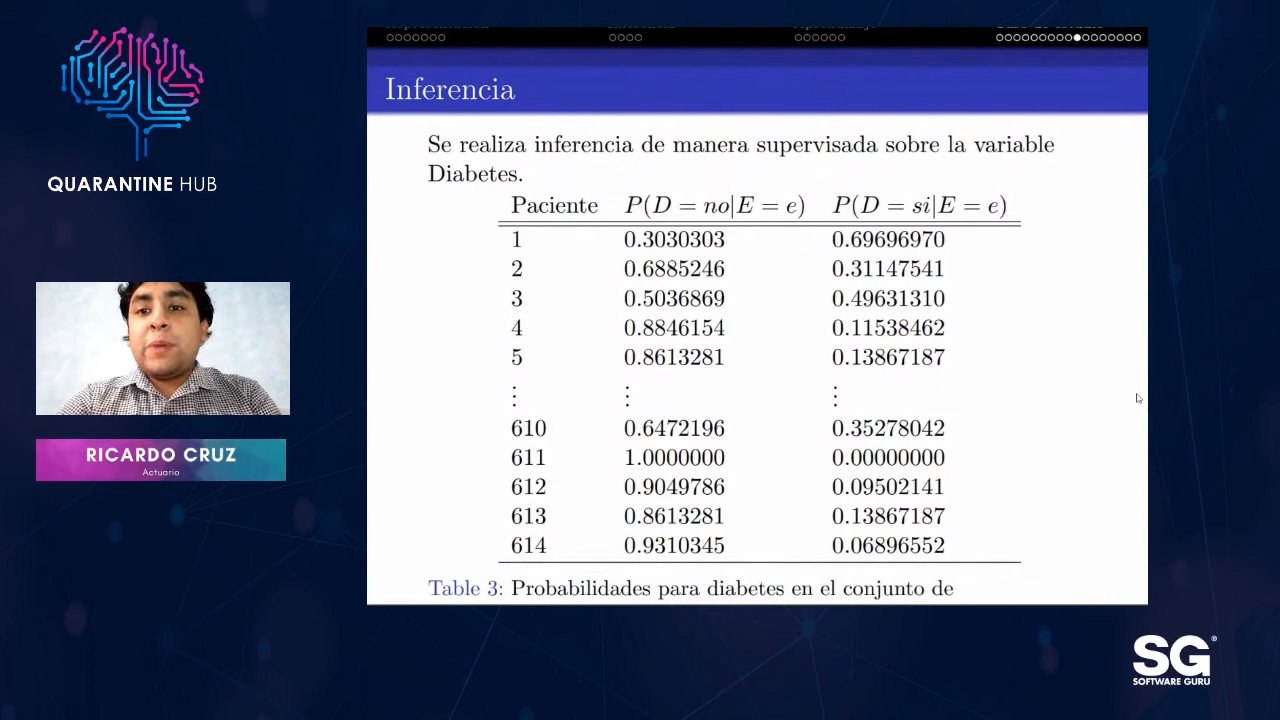 QUARANTINE HUB
RICARDO CRUZ
Actuario
Inferencia
Se realiza inferencia de manera supervisada sobre la variable
Diabetes.
Paciente P(D = no|E = e) P(D = si|E = e)
1 0.3030303 0.69696970
2 0.6885246 0.31147541
3 0.5036869 0.49631310
4 0.8846154 0.11538462
5 0.8613281 0.13867187
⋮ ⋮ ⋮
610 0.6472196 0.35278042
611 1.0000000 0.00000000
612 0.9049786 0.09502141
613 0.8613281 0.13867187
614 0.9310345 0.06896552
Table 3: Probabilidades para diabetes en el conjunto de
SG®
SOFTWARE GURU